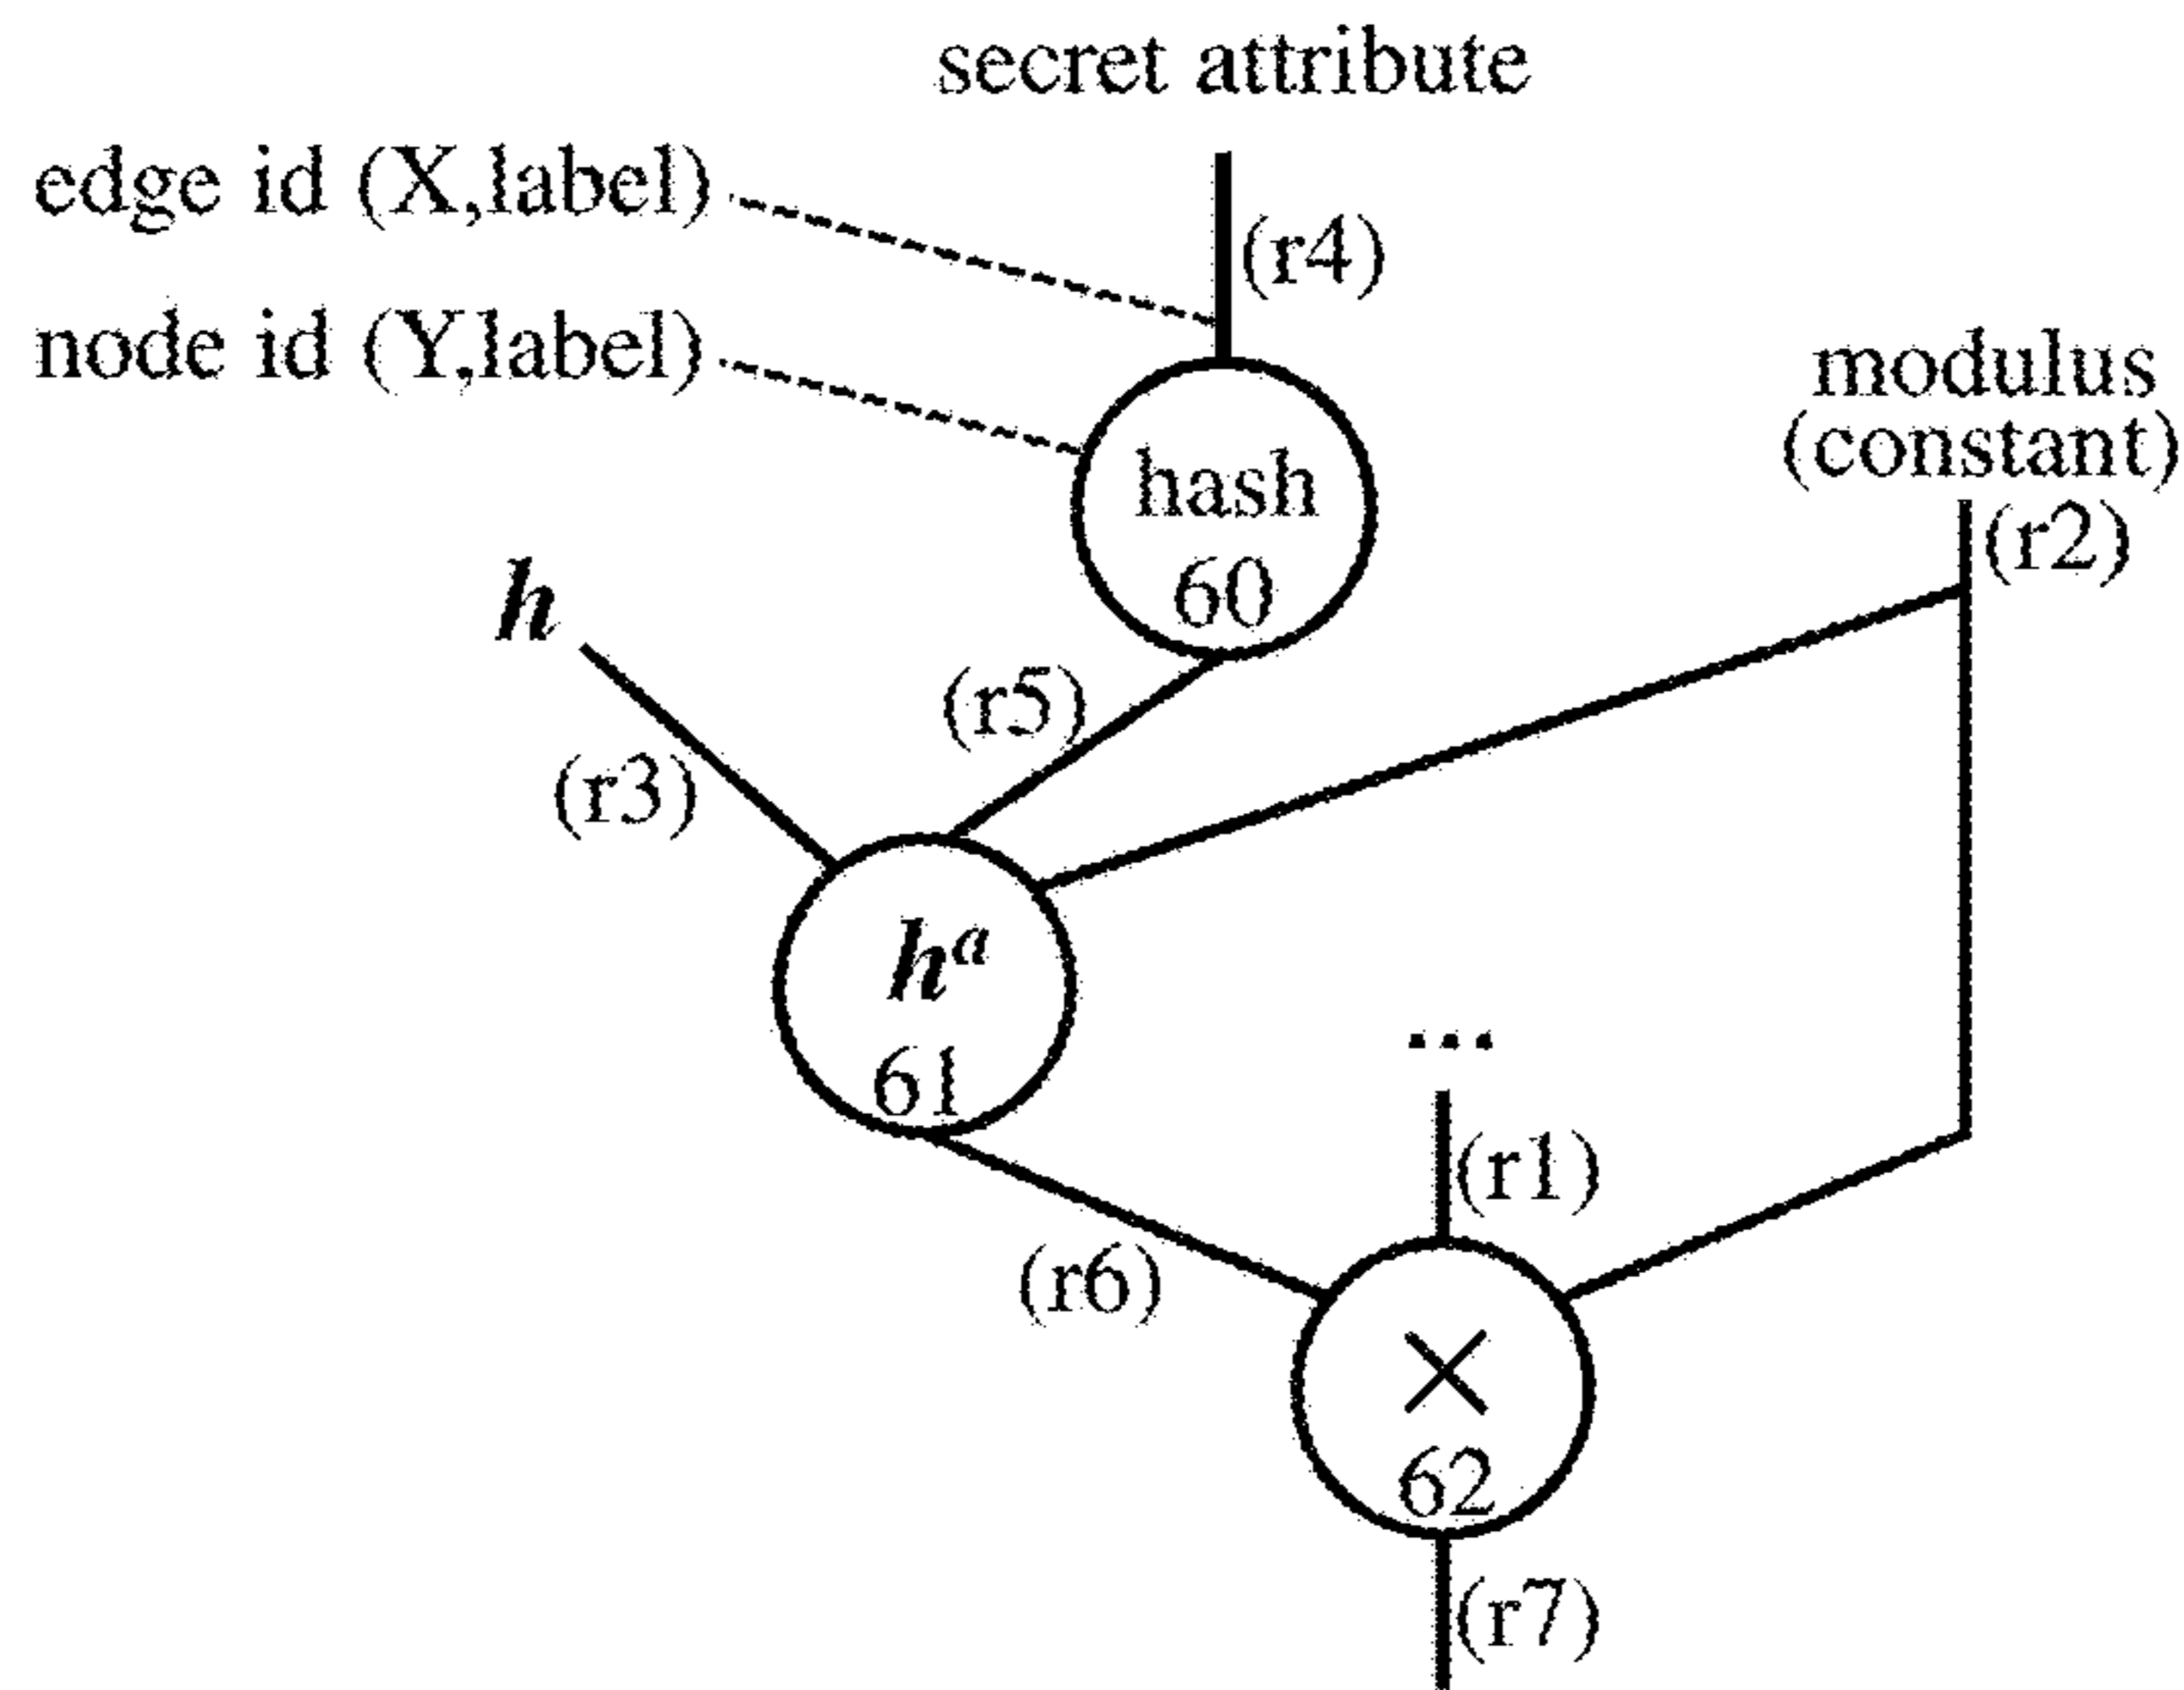 secret attribute
edge id (X,label)
(r4)
node id (Y,label)
modulus
(constant)
hash
60
(r2)
h
(r5)
(r3)
hᵃ
61
...
(r1)
(r6)
×
62
(r7)